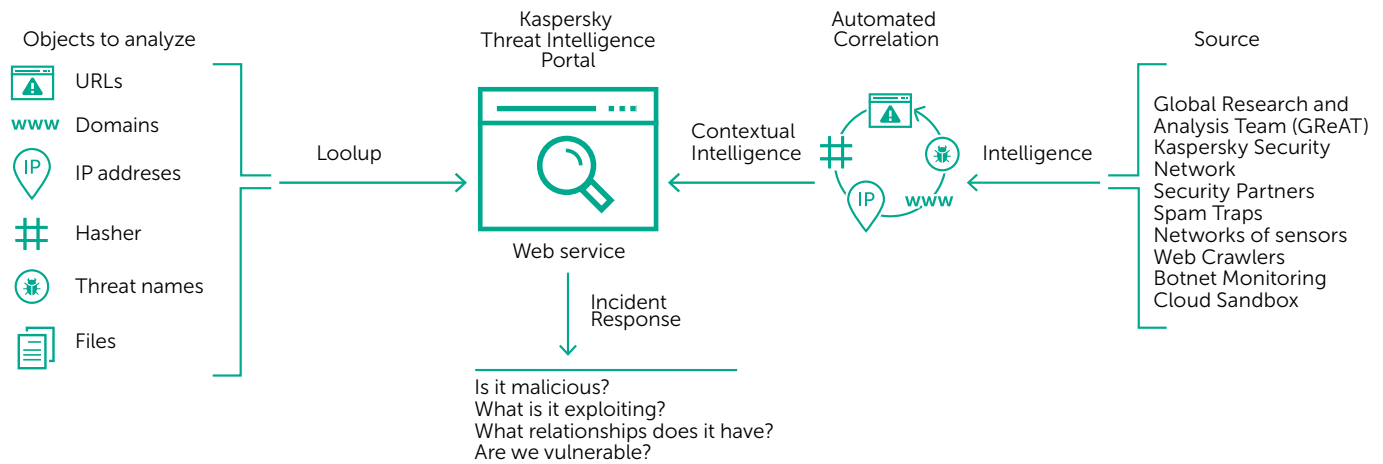 Objects to analyze
URLs
www Domains
IP IP addreses
Hasher
Threat names
Files
Loolup
Kaspersky
Threat Intelligence
Portal
Web service
Incident
Response
Is it malicious?
What is it exploiting?
What relationships does it have?
Are we vulnerable?
Contextual
Intelligence
Automated
Correlation
IP
www
Intelligence
Source
Global Research and
Analysis Team (GReAT)
Kaspersky Security
Network
Security Partners
Spam Traps
Networks of sensors
Web Crawlers
Botnet Monitoring
Cloud Sandbox